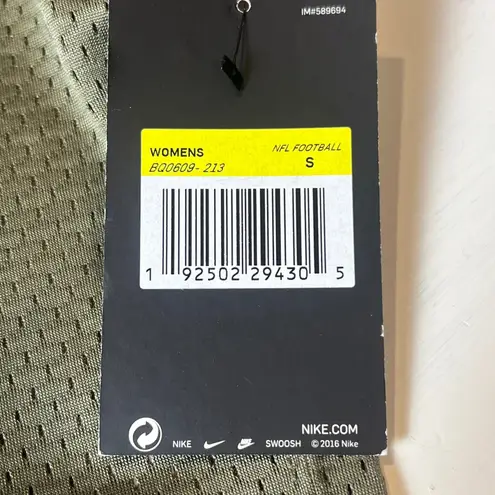 IM#589694
WOMENS NFL FOOTBALL
BQ0609-213 S
1 92502 29430 5
NIKE.COM
NIKE SWOOSH © 2016 Nike